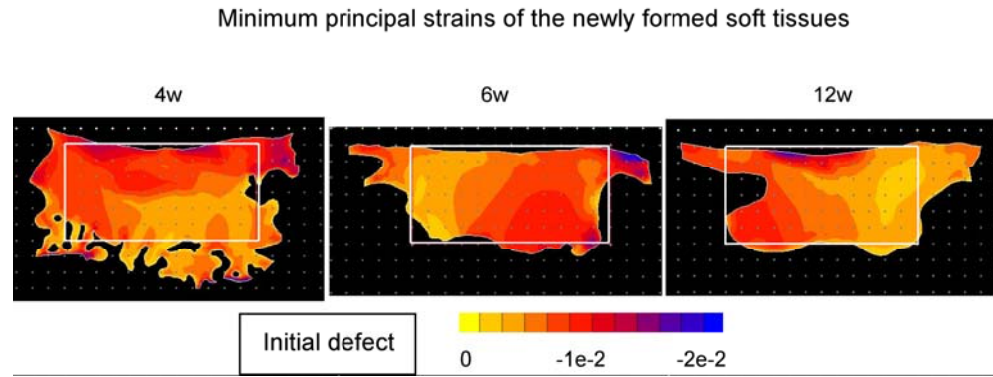 Minimum principal strains of the newly formed soft tissues
4w 6w 12w
Initial defect
0 -1e-2 -2e-2